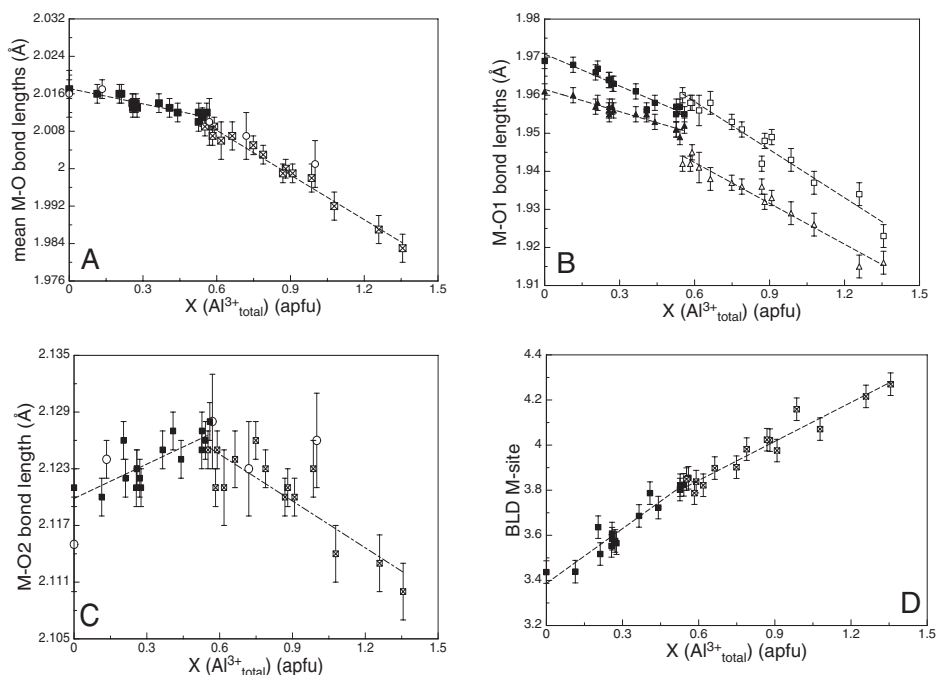 2.032
2.024
2.016
2.008
2
1.992
1.984
1.976
mean M-O bond lengths (Å)
A
0 0.3 0.6 0.9 1.2 1.5
X (Al³⁺total) (apfu)
1.98
1.97
1.96
1.95
1.94
1.93
1.92
1.91
M-O1 bond lengths (Å)
B
0 0.3 0.6 0.9 1.2 1.5
X (Al³⁺total) (apfu)
2.135
2.129
2.123
2.117
2.111
2.105
M-O2 bond length (Å)
C
0 0.3 0.6 0.9 1.2 1.5
X (Al³⁺total) (apfu)
4.4
4.2
4
3.8
3.6
3.4
3.2
BLD M-site
D
0 0.3 0.6 0.9 1.2 1.5
X (Al³⁺total) (apfu)